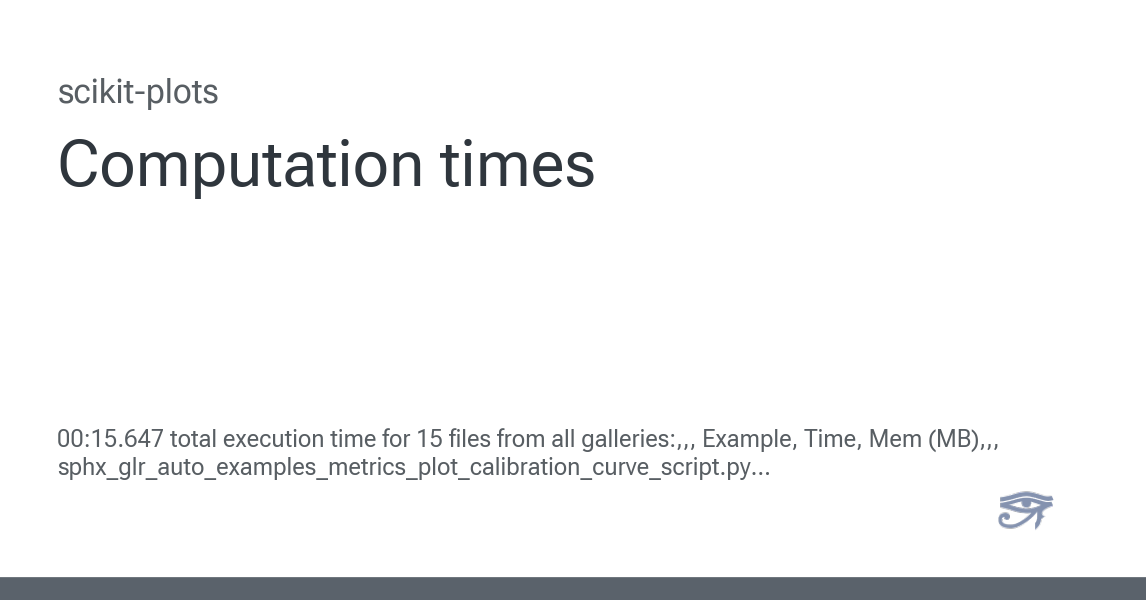 scikit-plots
Computation times
00:15.647 total execution time for 15 files from all galleries:,,, Example, Time, Mem (MB),,,
sphx_glr_auto_examples_metrics_plot_calibration_curve_script.py...